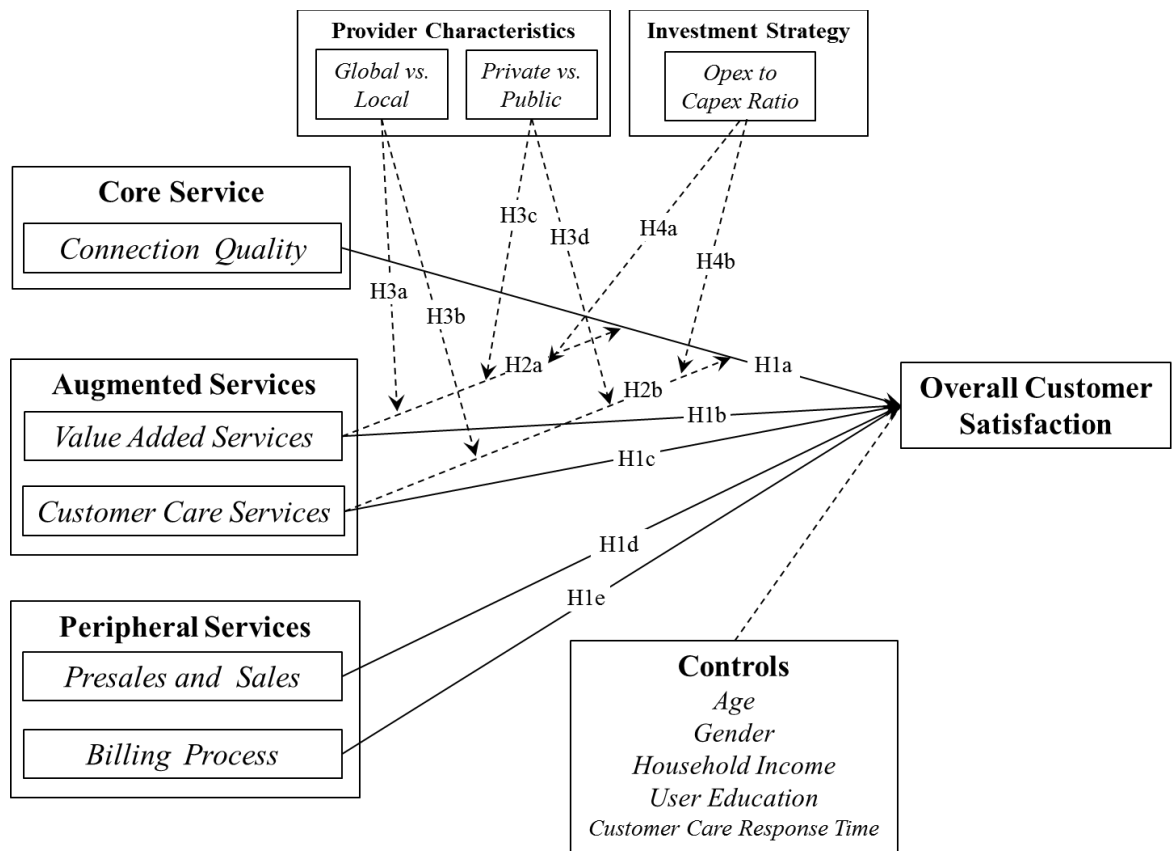 Provider Characteristics
Global vs.
Local
Private vs.
Public
Investment Strategy
Opex to
Capex Ratio
Core Service
Connection Quality
H3c
H3d
H4a
H4b
H3a
H3b
H2a
H2b
H1a
Augmented Services
Value Added Services
Customer Care Services
H1b
H1c
Overall Customer
Satisfaction
H1d
H1e
Peripheral Services
Presales and Sales
Billing Process
Controls
Age
Gender
Household Income
User Education
Customer Care Response Time